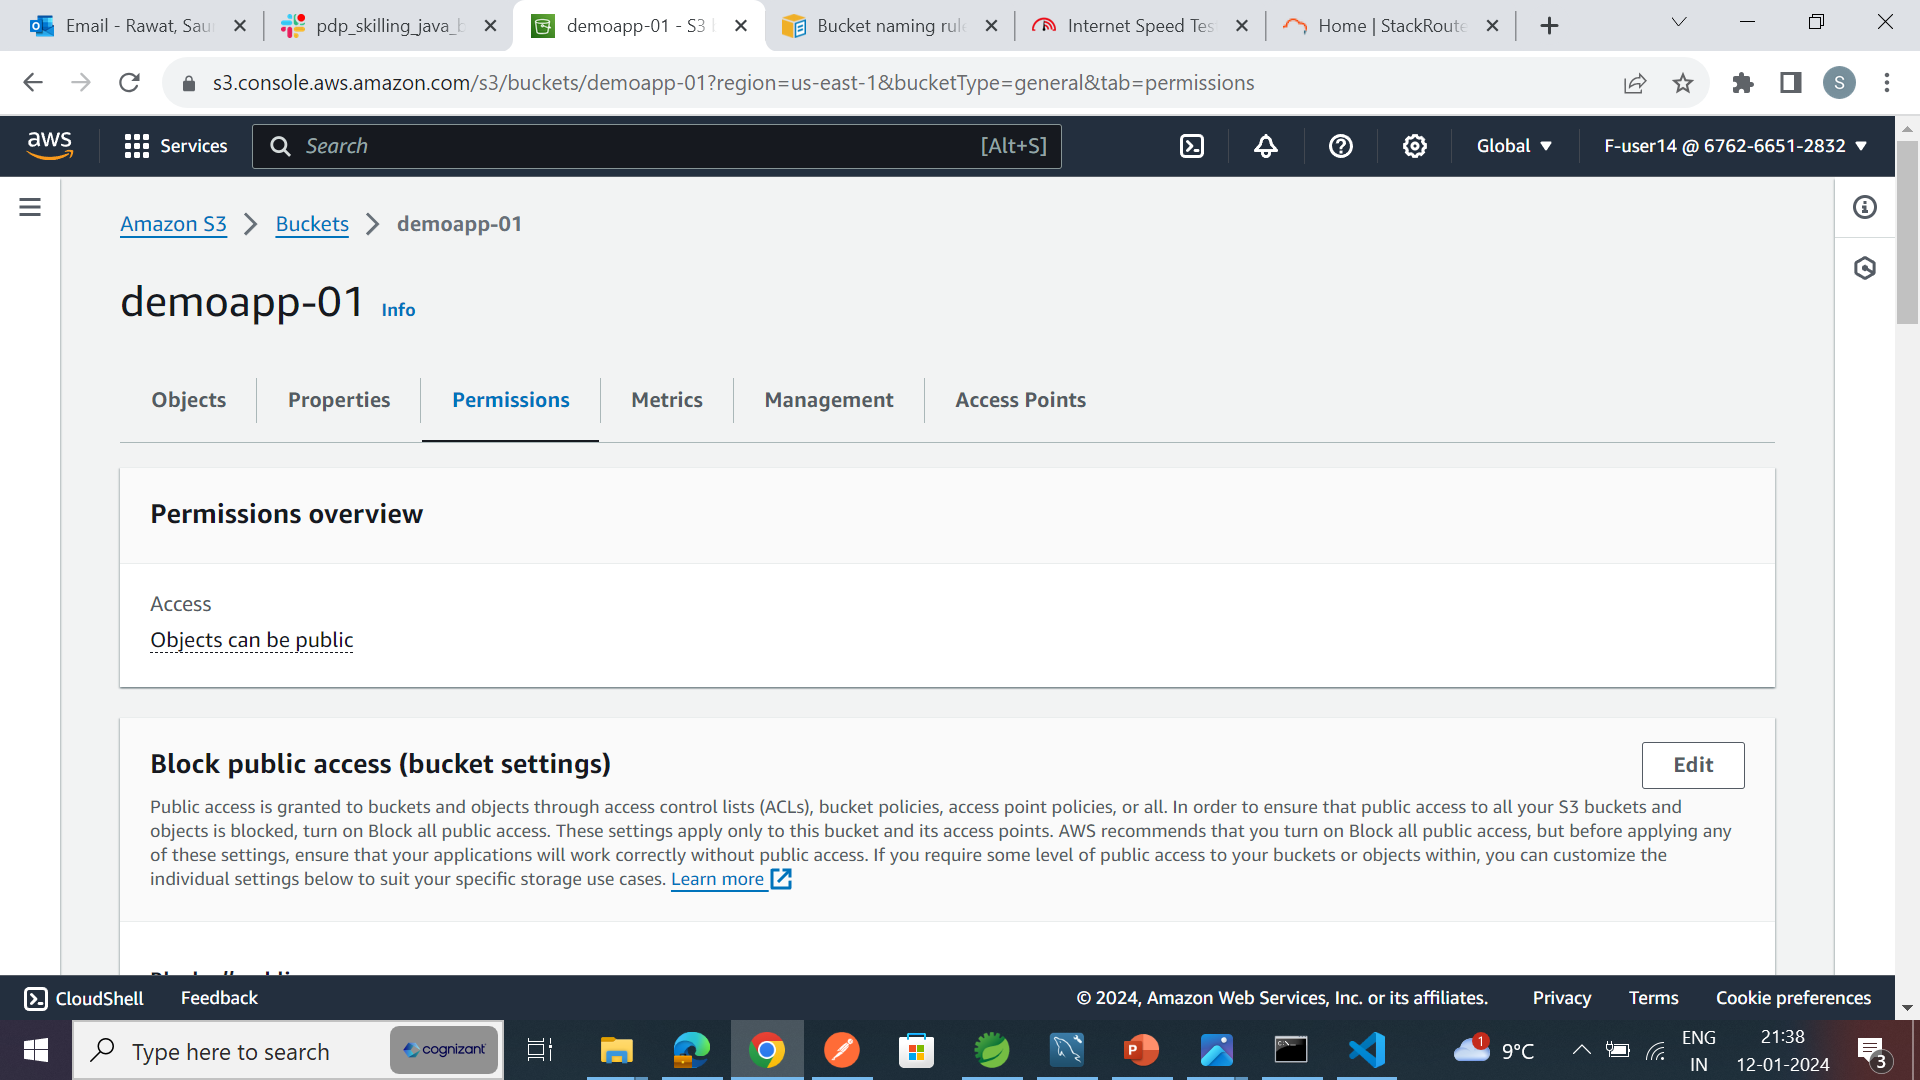 Email - Rawat, Sau
pdp_skilling_java_b
demoapp-01 - S3 b
Bucket naming rule
Internet Speed Tes
Home | StackRoute
s3.console.aws.amazon.com/s3/buckets/demoapp-01?region=us-east-1&bucketType=general&tab=permissions
S
aws
Services
Search
[Alt+S]
Global
F-user14 @ 6762-6651-2832
Amazon S3
Buckets
demoapp-01
demoapp-01 Info
Objects
Properties
Permissions
Metrics
Management
Access Points
Permissions overview
Access
Objects can be public
Block public access (bucket settings)
Edit
Public access is granted to buckets and objects through access control lists (ACLs), bucket policies, access point policies, or all. In order to ensure that public access to all your S3 buckets and
objects is blocked, turn on Block all public access. These settings apply only to this bucket and its access points. AWS recommends that you turn on Block all public access, but before applying any
of these settings, ensure that your applications will work correctly without public access. If you require some level of public access to your buckets or objects within, you can customize the
individual settings below to suit your specific storage use cases. Learn more
CloudShell
Feedback
© 2024, Amazon Web Services, Inc. or its affiliates.
Privacy
Terms
Cookie preferences
Type here to search
cognizant
1
9°C
ENG
IN
21:38
12-01-2024
3